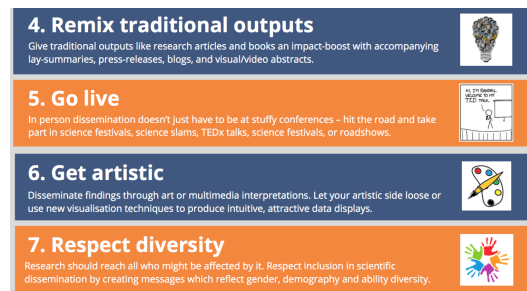 4. Remix traditional outputs
Give traditional outputs like research articles and books an impact-boost with accompanying
lay-summaries, press-releases, blogs, and visual/video abstracts.
5. Go live
In person dissemination doesn’t just have to be at stuffy conferences – hit the road and take
part in science festivals, science slams, TEDx talks, science festivals, or roadshows.
HI, I'M RANDALL.
WELCOME TO MY
TED TALK.
6. Get artistic
Disseminate findings through art or multimedia interpretations. Let your artistic side loose or
use new visualisation techniques to produce intuitive, attractive data displays.
7. Respect diversity
Research should reach all who might be affected by it. Respect inclusion in scientific
dissemination by creating messages which reflect gender, demography and ability diversity.